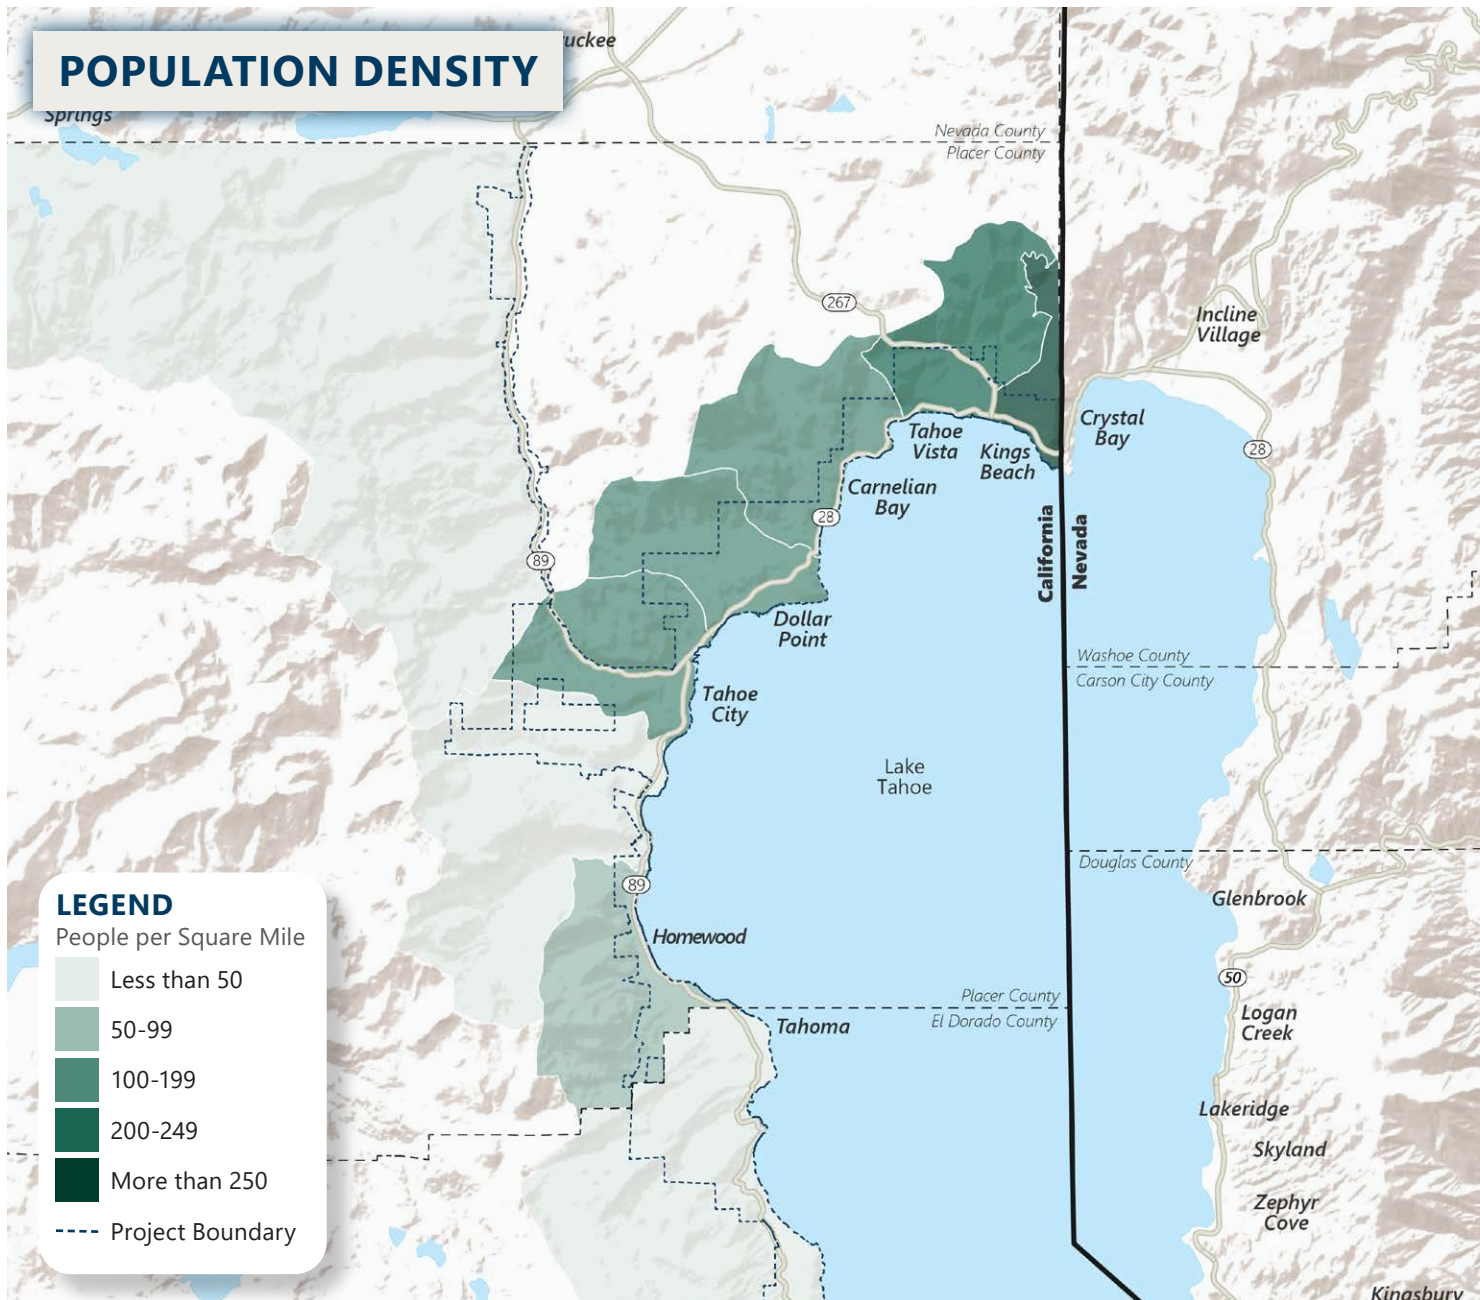 POPULATION DENSITY
Springs
Nevada County
Placer County
267
Incline
Village
Crystal
Bay
Tahoe
Vista
Kings
Beach
28
Carnelian
Bay
28
California
Nevada
89
Dollar
Point
Washoe County
Carson City County
Tahoe
City
Lake
Tahoe
Douglas County
Glenbrook
89
Homewood
50
Placer County
El Dorado County
Tahoma
Logan
Creek
Lakeridge
Skyland
Zephyr
Cove
Kingsbury
LEGEND
People per Square Mile
Less than 50
50-99
100-199
200-249
More than 250
Project Boundary